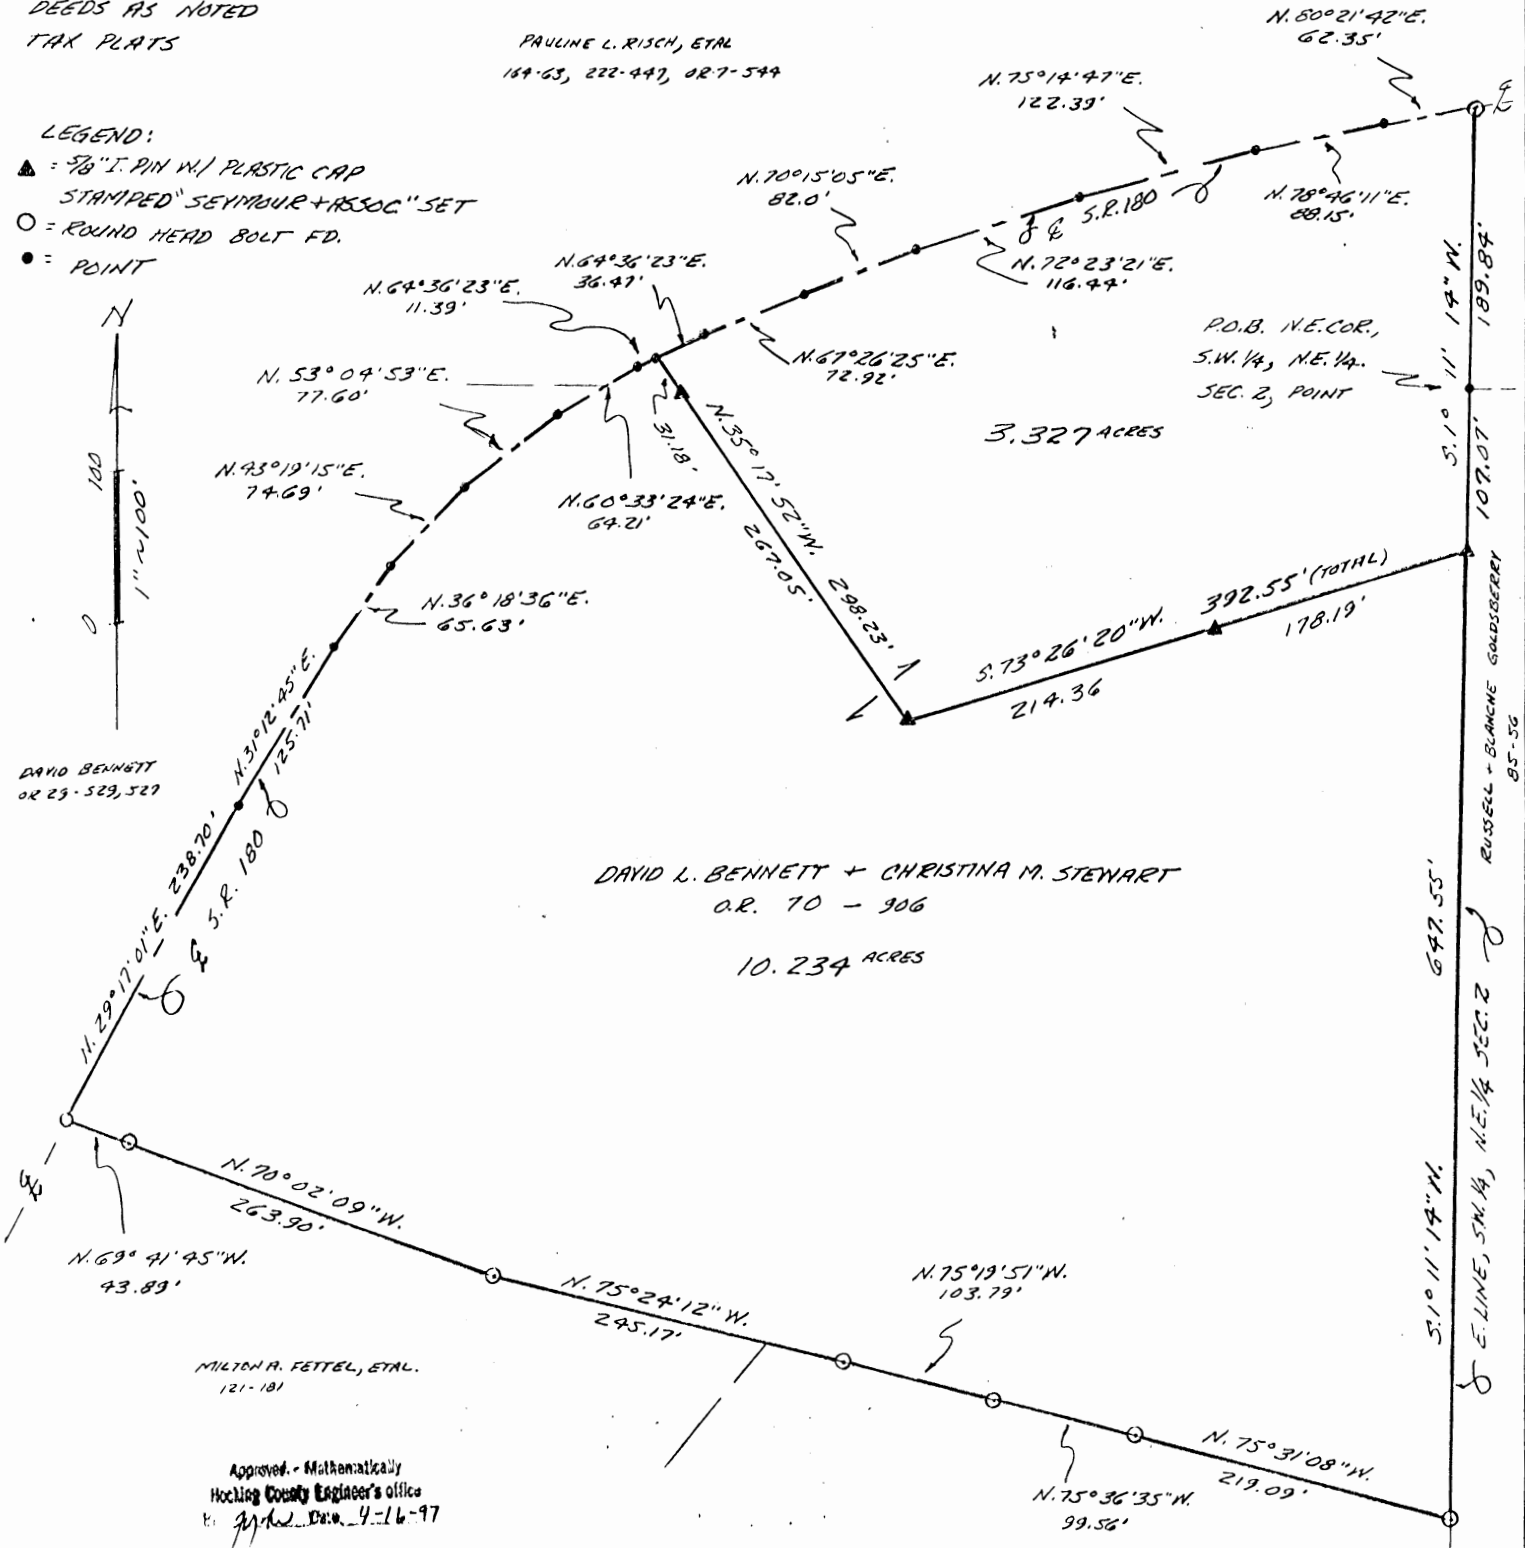 DEEDS AS NOTED
TAX PLATS
PAULINE L. RISCH, ETAL
164-63, 222-447, OR 7-544
N. 80°21'42"E.
62.35'
N. 75°14'47"E.
122.39'
LEGEND:
▲ = 5/8" I. PIN W/ PLASTIC CAP
STAMPED "SEYMOUR + ASSOC" SET
○ = ROUND HEAD BOLT FD.
● = POINT
N. 70°15'05"E.
82.0'
S.R. 180
N. 78°46'11"E.
88.15'
N. 72°23'21"E.
116.44'
N. 64°36'23"E.
36.47'
N. 64°36'23"E.
11.39'
N
N. 67°26'25"E.
72.92'
P.O.B. N.E. COR.,
S.W. 1/4, N.E. 1/4.
SEC. 2, POINT
S. 1° 11' 14" W.
189.84'
107.07'
3.327 ACRES
N. 53°04'53"E.
77.60'
31.18'
N. 35°17'52"W. 298.23'
267.05'
N. 43°19'15"E.
74.69'
N. 60°33'24"E.
64.21'
100
0
1" ~ 100'
N. 36°18'36"E.
65.63'
S. 73°26'20"W. 392.55' (TOTAL)
214.36
178.19'
RUSSELL + BLANCHE GOLDSBERRY
85-56
N. 31°12'45"E.
125.71'
DAVID BENNETT
OR 29-529, 527
N. 29°17'01"E. 238.70'
S.R. 180
DAVID L. BENNETT + CHRISTINA M. STEWART
O.R. 70 - 906
10.234 ACRES
647.55'
S. 1° 11' 14" W.
E. LINE, S.W. 1/4, N.E. 1/4 SEC. 2
N. 70°02'09"W.
263.90'
N. 69°41'45"W.
43.89'
N. 75°24'12"W.
245.17'
N. 75°19'51"W.
103.79'
MILTON A. FETTEL, ETAL.
121-181
N. 75°36'35"W.
99.56'
N. 75°31'08"W.
219.09'
Approved - Mathematically
Hocking County Engineer's office
Date 4-16-97